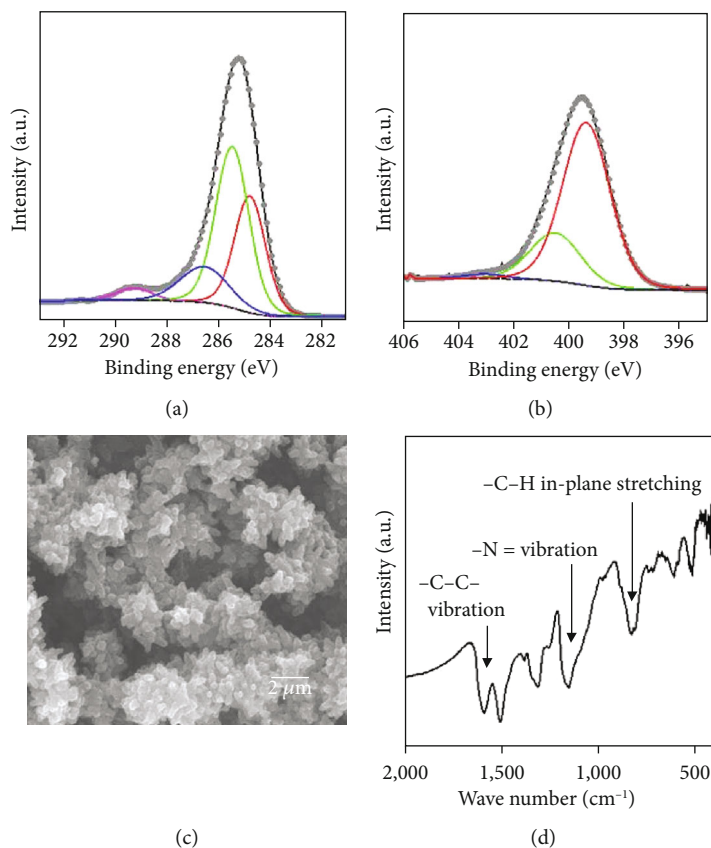 Intensity (a.u.)
292 290 288 286 284 282
Binding energy (eV)
(a)
Intensity (a.u.)
406 404 402 400 398 396
Binding energy (eV)
(b)
2 μm
(c)
Intensity (a.u.)
–C–H in-plane stretching
–N = vibration
–C–C–
vibration
2,000 1,500 1,000 500
Wave number (cm⁻¹)
(d)